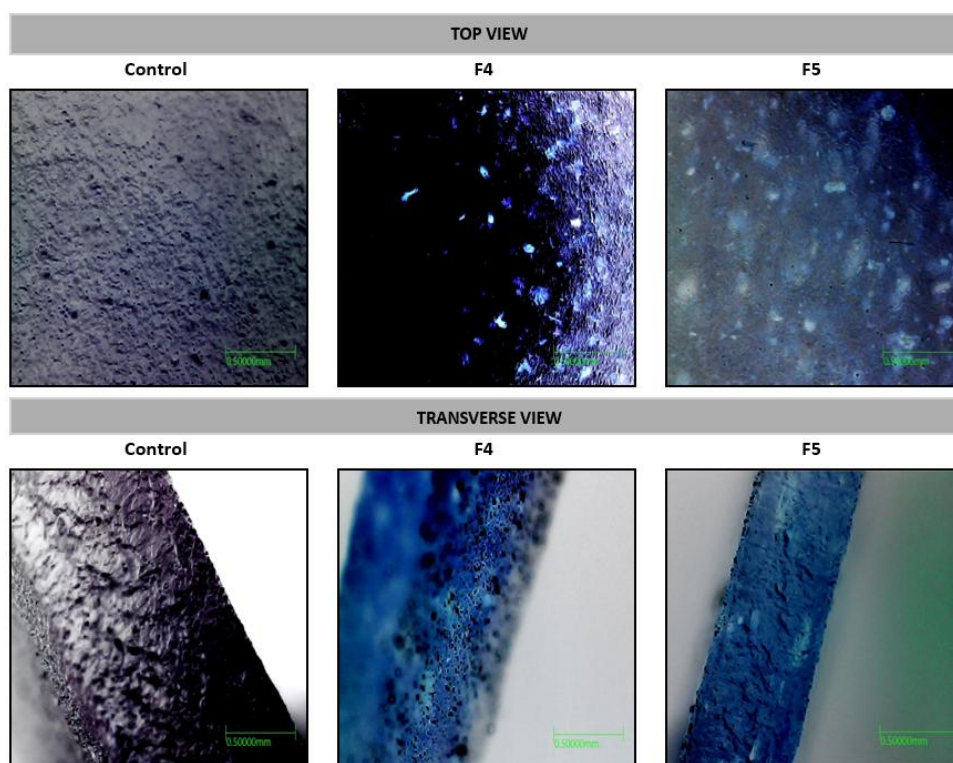 TOP VIEW
Control F4 F5
0.50000mm
TRANSVERSE VIEW
Control F4 F5
0.50000mm 0.50000mm 0.50000mm